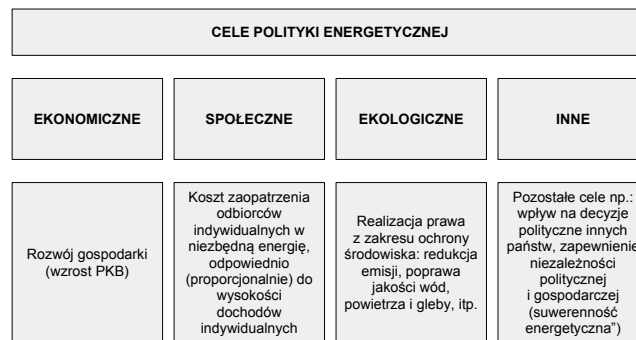 CELE POLITYKI ENERGETYCZNEJ
EKONOMICZNE
SPOŁECZNE
EKOLOGICZNE
INNE
Rozwój gospodarki
(wzrost PKB)
Koszt zaopatrzenia
odbiorców
indywidualnych w
niezbędną energię,
odpowiednio
(proporcjonalnie) do
wysokości
dochodów
indywidualnych
Realizacja prawa
z zakresu ochrony
środowiska: redukcja
emisji, poprawa
jakości wód,
powietrza i gleby, itp.
Pozostałe cele np.:
wpływ na decyzje
polityczne innych
państw, zapewnienie
niezależności
politycznej
i gospodarczej
(suwerenność
energetyczna”)